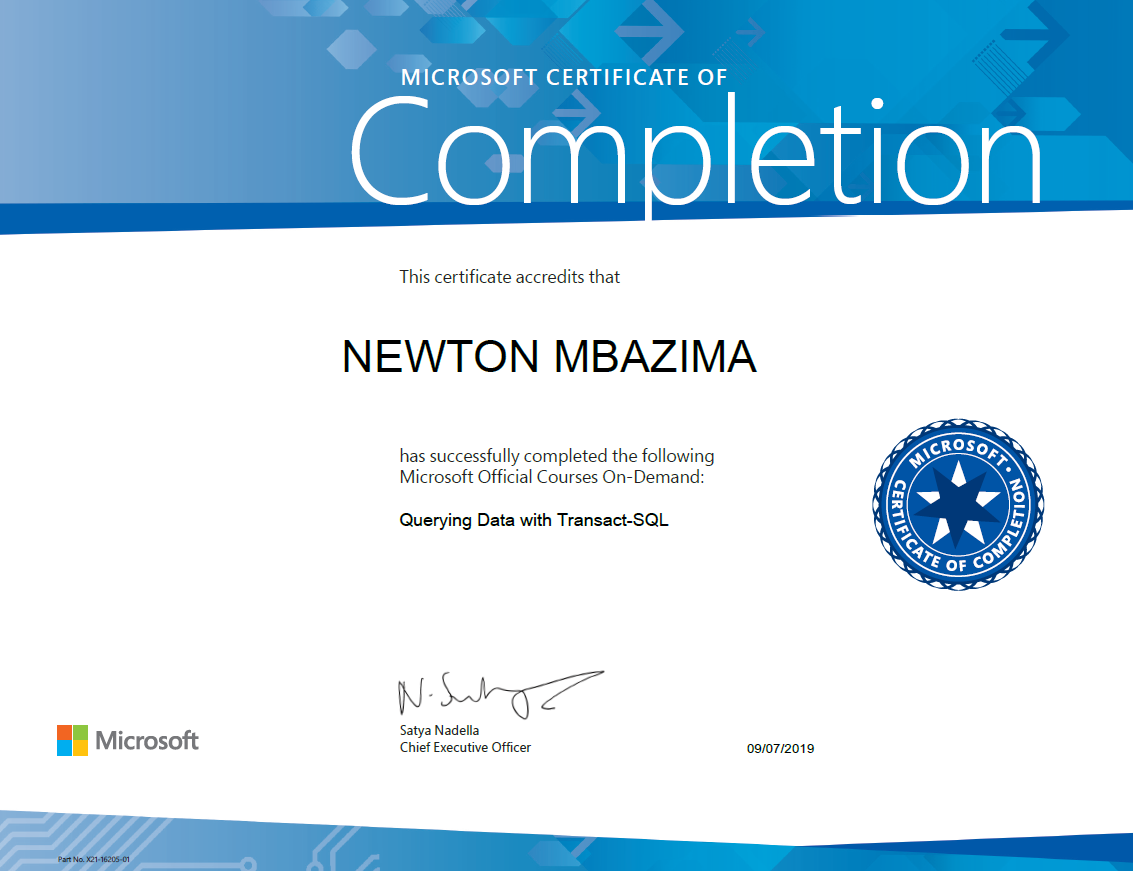 MICROSOFT CERTIFICATE OF
Completion
This certificate accredits that
NEWTON MBAZIMA
has successfully completed the following
Microsoft Official Courses On-Demand:
Querying Data with Transact-SQL
MICROSOFT •
CERTIFICATE OF COMPLETION
Satya Nadella
Chief Executive Officer
09/07/2019
Microsoft
Part No. X21-16205-01